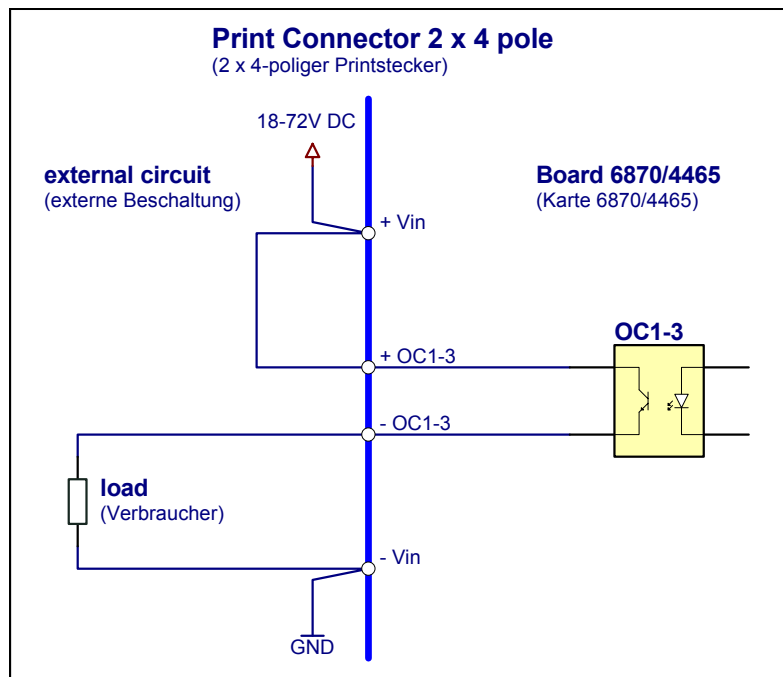 Print Connector 2 x 4 pole
(2 x 4-poliger Printstecker)
18-72V DC
external circuit
(externe Beschaltung)
Board 6870/4465
(Karte 6870/4465)
+ Vin
OC1-3
+ OC1-3
- OC1-3
load
(Verbraucher)
- Vin
GND